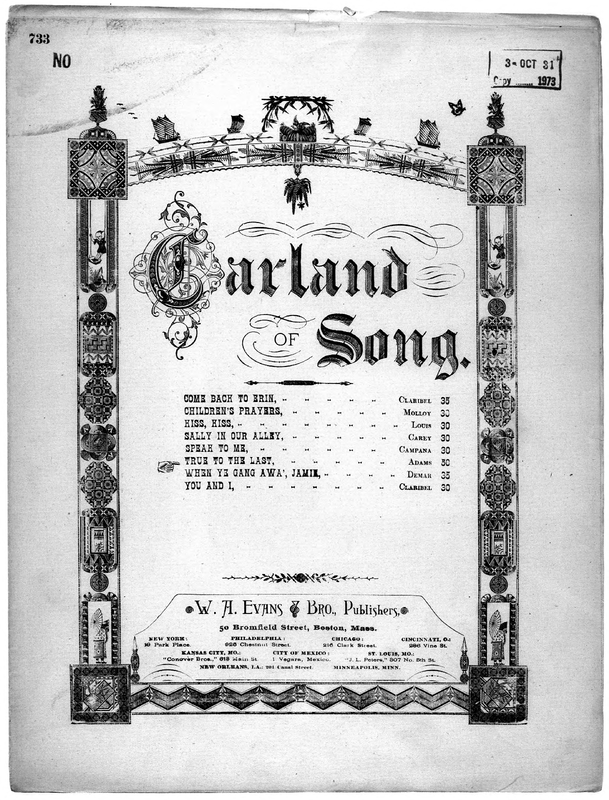 733
NO
3 OCT 31
Copy ........ 1973
Garland
OF Song.
COME BACK TO ERIN, .. .. .. .. .. CLARIBEL 35
CHILDREN'S PRAYERS, .. .. .. .. .. MOLLOY 30
KISS, KISS, .. .. .. .. .. .. LOUIS 30
SALLY IN OUR ALLEY, .. .. .. .. .. CAREY 30
SPEAK TO ME, .. .. .. .. .. .. CAMPANA 30
TRUE TO THE LAST, .. .. .. .. .. ADAMS 30
WHEN YE GANG AWA', JAMIE, .. .. .. .. DEMAR 35
YOU AND I, .. .. .. .. .. .. .. CLARIBEL 30
W. A. EVANS & BRO., Publishers,
50 Bromfield Street, Boston, Mass.
NEW YORK: PHILADELPHIA: CHICAGO: CINCINNATI, O.:
19 Park Place. 626 Chestnut Street. 216 Clark Street. 286 Vine St.
KANSAS CITY, MO.: CITY OF MEXICO: ST. LOUIS, MO.:
"Conover Bros.," 613 Main St. 1 Vegare, Mexico. "J. L. Peters," 307 No. 5th St.
NEW ORLEANS, LA.: 201 Canal Street. MINNEAPOLIS, MINN.